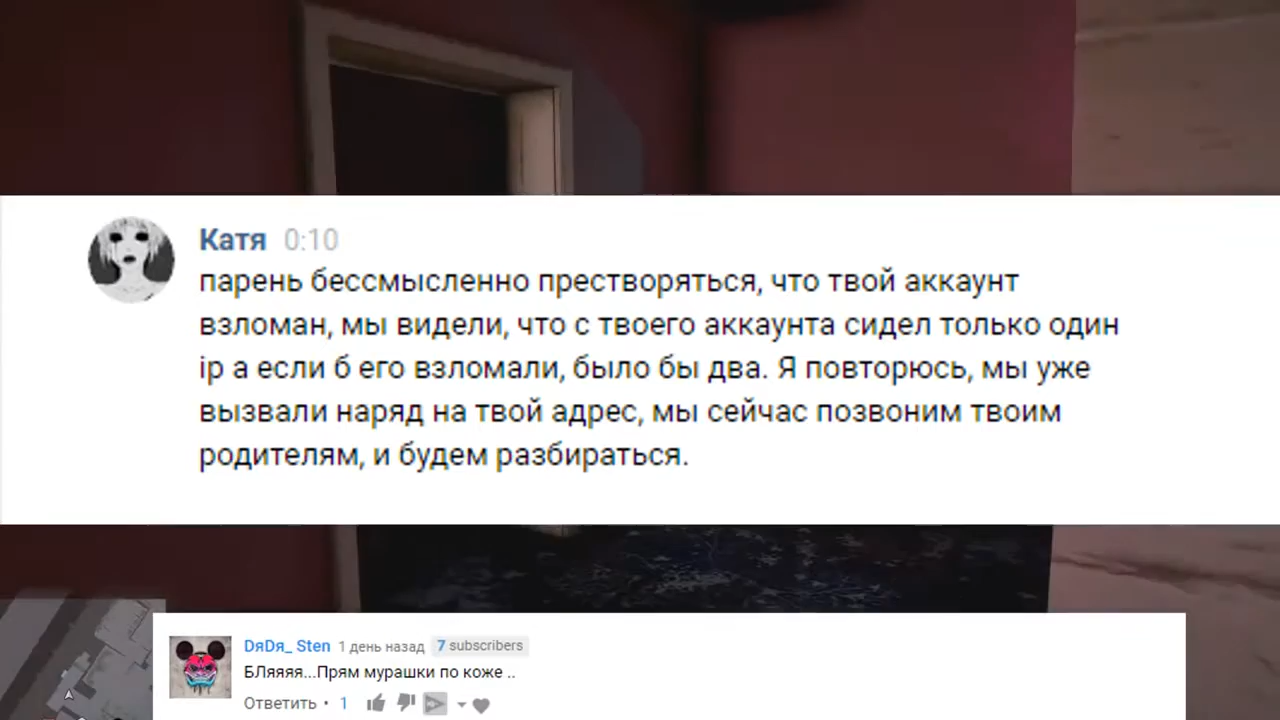 Катя 0:10
парень бессмысленно престворяться, что твой аккаунт
взломан, мы видели, что с твоего аккаунта сидел только один
ip а если б его взломали, было бы два. Я повторюсь, мы уже
вызвали наряд на твой адрес, мы сейчас позвоним твоим
родителям, и будем разбираться.
DяDя_ Sten 1 день назад 7 subscribers
БЛяяяя...Прям мурашки по коже ..
Ответить • 1